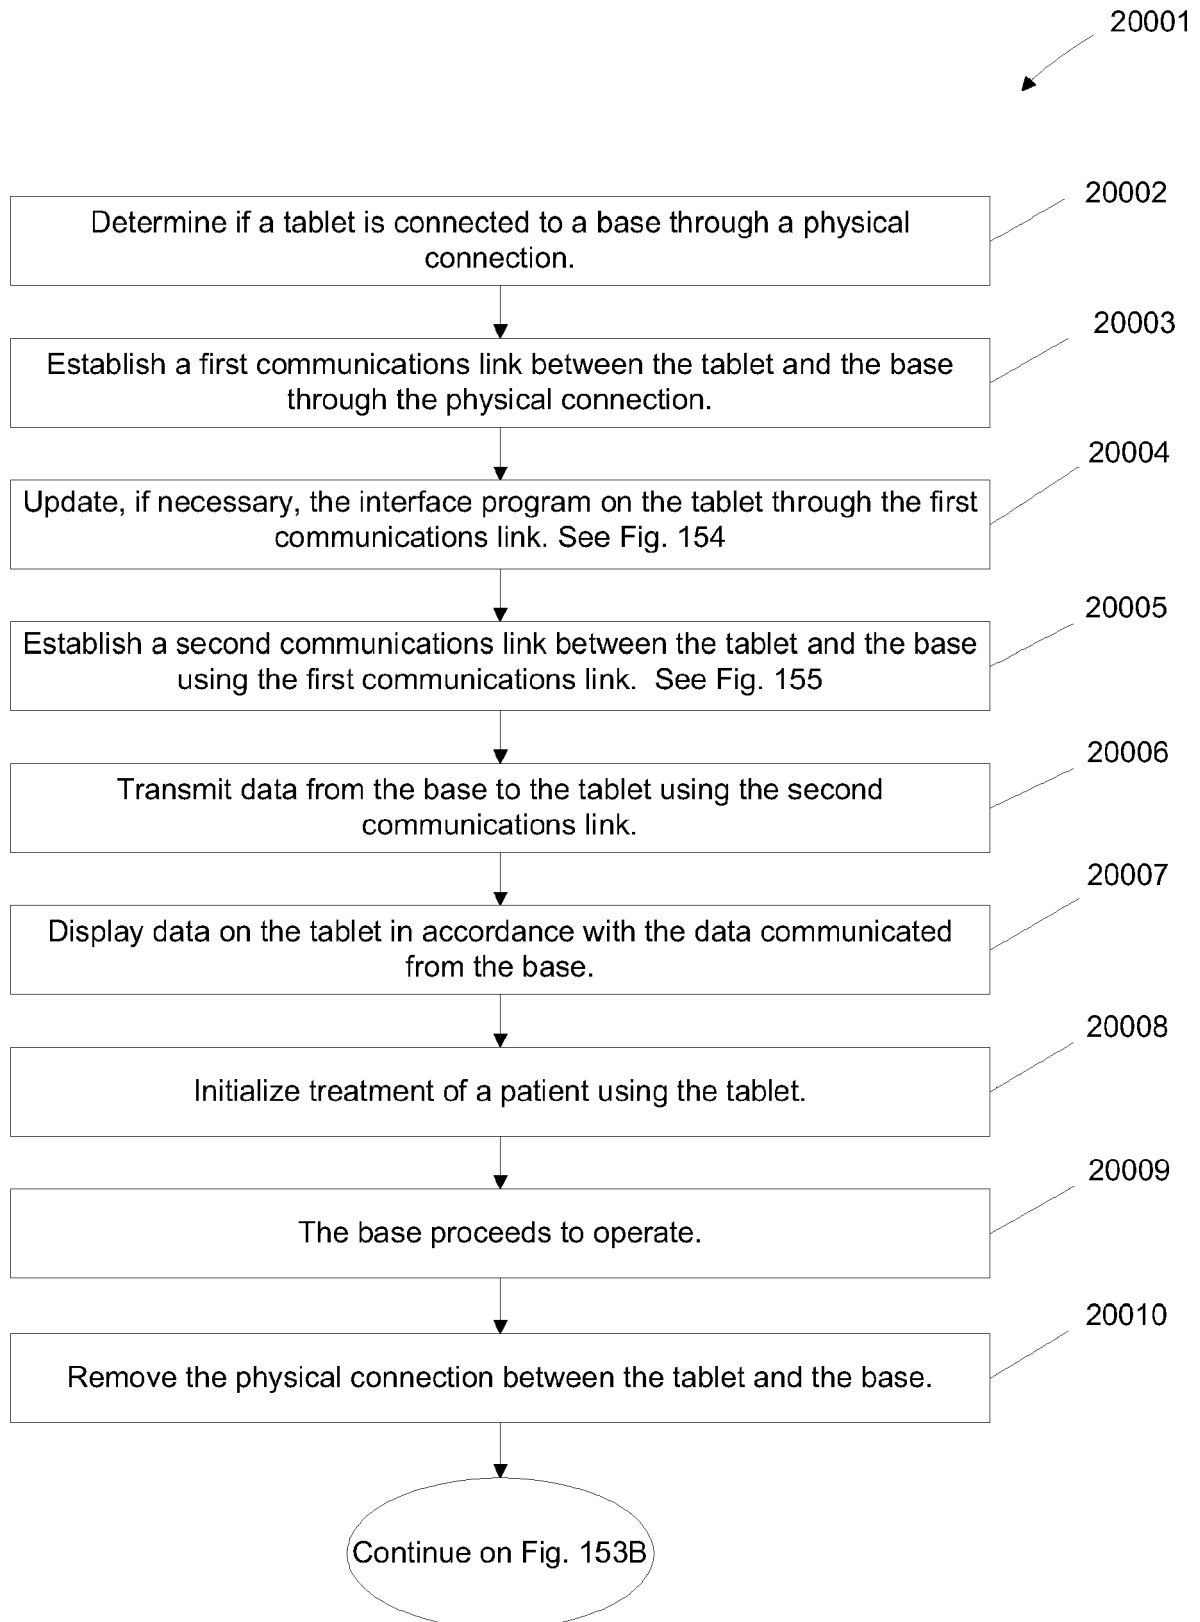 20001
20002
Determine if a tablet is connected to a base through a physical
connection.
20003
Establish a first communications link between the tablet and the base
through the physical connection.
20004
Update, if necessary, the interface program on the tablet through the first
communications link. See Fig. 154
20005
Establish a second communications link between the tablet and the base
using the first communications link.  See Fig. 155
20006
Transmit data from the base to the tablet using the second
communications link.
20007
Display data on the tablet in accordance with the data communicated
from the base.
20008
Initialize treatment of a patient using the tablet.
20009
The base proceeds to operate.
20010
Remove the physical connection between the tablet and the base.
Continue on Fig. 153B